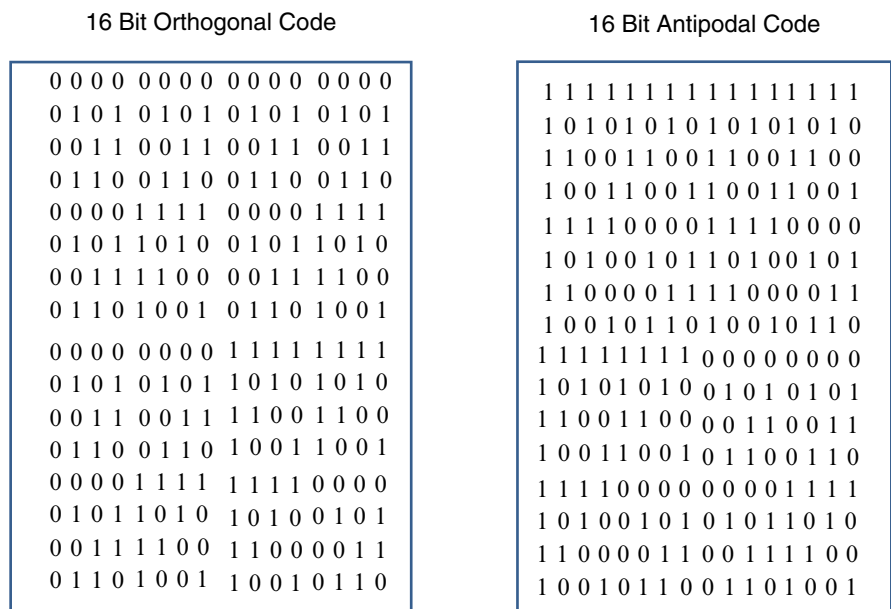 16 Bit Orthogonal Code
0 0 0 0 0 0 0 0 0 0 0 0 0 0 0 0
0 1 0 1 0 1 0 1 0 1 0 1 0 1 0 1
0 0 1 1 0 0 1 1 0 0 1 1 0 0 1 1
0 1 1 0 0 1 1 0 0 1 1 0 0 1 1 0
0 0 0 0 1 1 1 1 0 0 0 0 1 1 1 1
0 1 0 1 1 0 1 0 0 1 0 1 1 0 1 0
0 0 1 1 1 1 0 0 0 0 1 1 1 1 0 0
0 1 1 0 1 0 0 1 0 1 1 0 1 0 0 1
0 0 0 0 0 0 0 0 1 1 1 1 1 1 1 1
0 1 0 1 0 1 0 1 1 0 1 0 1 0 1 0
0 0 1 1 0 0 1 1 1 1 0 0 1 1 0 0
0 1 1 0 0 1 1 0 1 0 0 1 1 0 0 1
0 0 0 0 1 1 1 1 1 1 1 1 0 0 0 0
0 1 0 1 1 0 1 0 1 0 1 0 0 1 0 1
0 0 1 1 1 1 0 0 1 1 0 0 0 0 1 1
0 1 1 0 1 0 0 1 1 0 0 1 0 1 1 0
16 Bit Antipodal Code
1 1 1 1 1 1 1 1 1 1 1 1 1 1 1 1
1 0 1 0 1 0 1 0 1 0 1 0 1 0 1 0
1 1 0 0 1 1 0 0 1 1 0 0 1 1 0 0
1 0 0 1 1 0 0 1 1 0 0 1 1 0 0 1
1 1 1 1 0 0 0 0 1 1 1 1 0 0 0 0
1 0 1 0 0 1 0 1 1 0 1 0 0 1 0 1
1 1 0 0 0 0 1 1 1 1 0 0 0 0 1 1
1 0 0 1 0 1 1 0 1 0 0 1 0 1 1 0
1 1 1 1 1 1 1 1 0 0 0 0 0 0 0 0
1 0 1 0 1 0 1 0 0 1 0 1 0 1 0 1
1 1 0 0 1 1 0 0 0 0 1 1 0 0 1 1
1 0 0 1 1 0 0 1 0 1 1 0 0 1 1 0
1 1 1 1 0 0 0 0 0 0 0 0 1 1 1 1
1 0 1 0 0 1 0 1 0 1 0 1 1 0 1 0
1 1 0 0 0 0 1 1 0 0 1 1 1 1 0 0
1 0 0 1 0 1 1 0 0 1 1 0 1 0 0 1